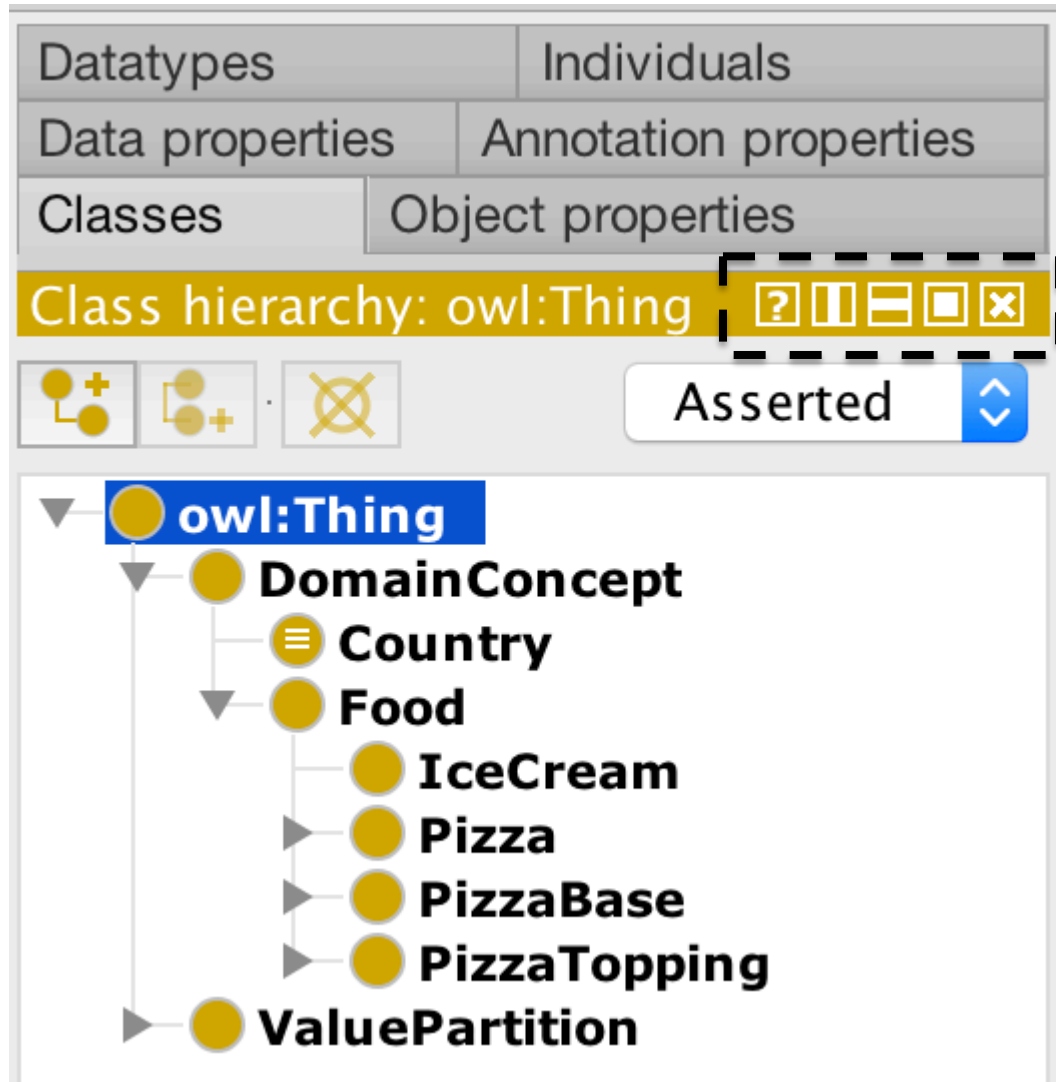 Datatypes Individuals
Data properties Annotation properties
Classes Object properties
Class hierarchy: owl:Thing ?
Asserted
owl:Thing
DomainConcept
Country
Food
IceCream
Pizza
PizzaBase
PizzaTopping
ValuePartition